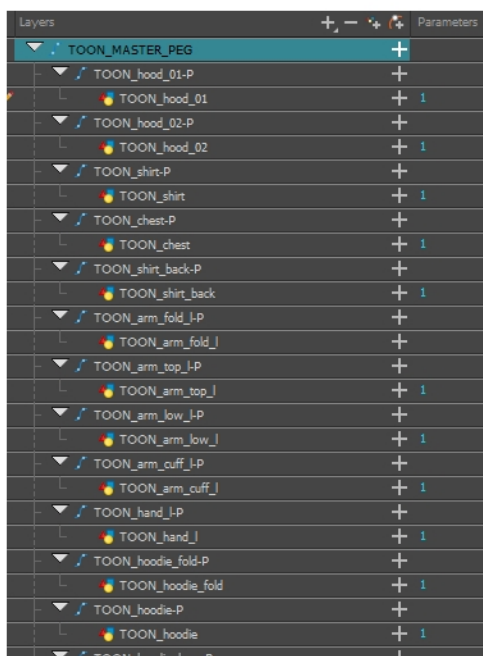 Layers Parameters
TOON_MASTER_PEG
TOON_hood_01-P
TOON_hood_01 1
TOON_hood_02-P
TOON_hood_02 1
TOON_shirt-P
TOON_shirt 1
TOON_chest-P
TOON_chest 1
TOON_shirt_back-P
TOON_shirt_back 1
TOON_arm_fold_l-P
TOON_arm_fold_l
TOON_arm_top_l-P
TOON_arm_top_l 1
TOON_arm_low_l-P
TOON_arm_low_l 1
TOON_arm_cuff_l-P
TOON_arm_cuff_l 1
TOON_hand_l-P
TOON_hand_l 1
TOON_hoodie_fold-P
TOON_hoodie_fold 1
TOON_hoodie-P
TOON_hoodie 1